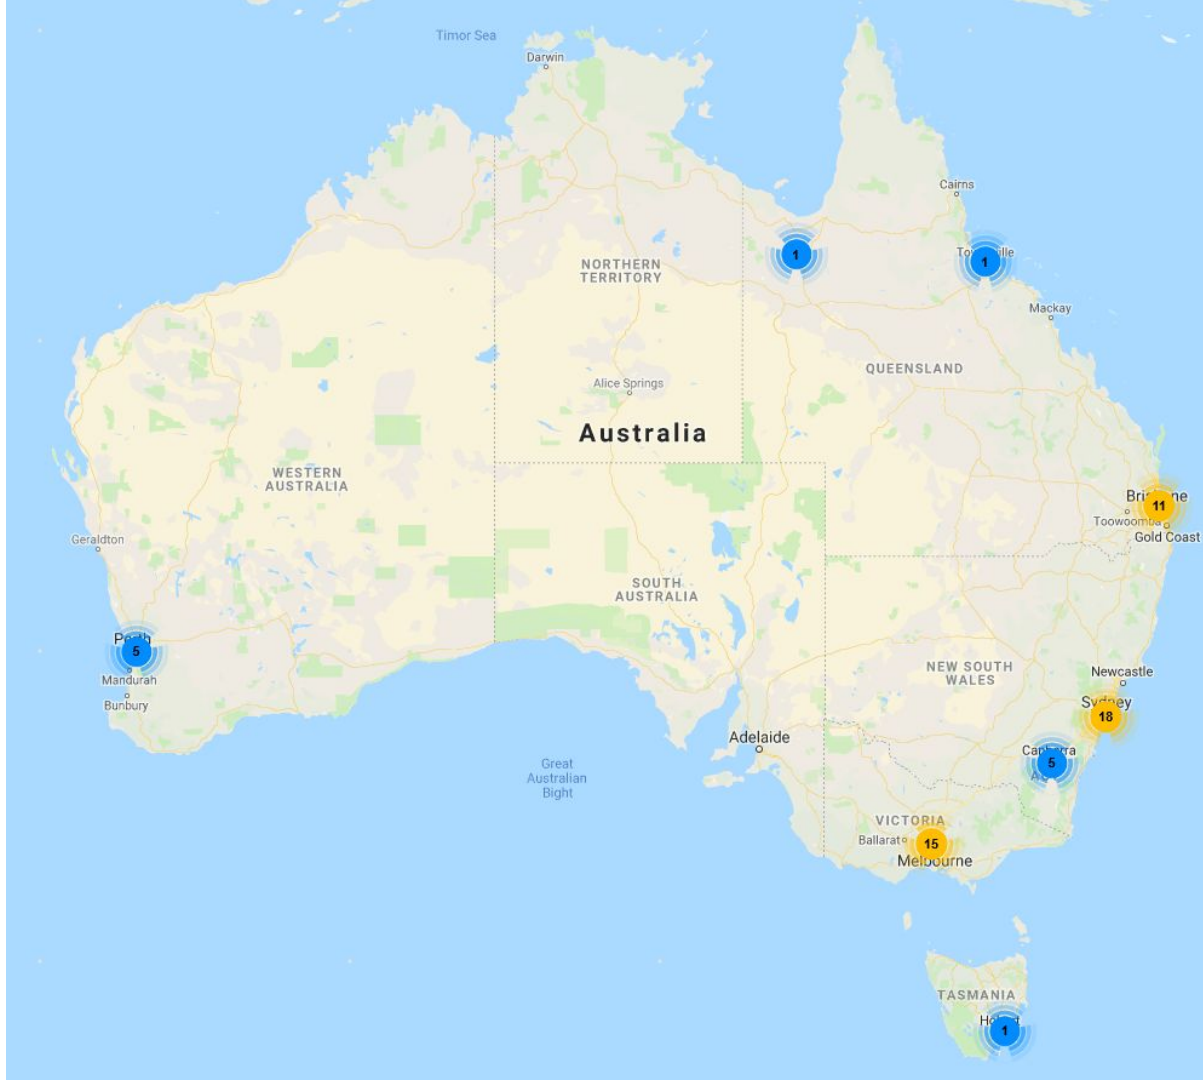 Timor Sea
Darwin
Cairns
1
1
NORTHERN
TERRITORY
Mackay
QUEENSLAND
Alice Springs
Australia
WESTERN
AUSTRALIA
11
Toowoomba
Gold Coast
Geraldton
SOUTH
AUSTRALIA
5
Mandurah
Bunbury
NEW SOUTH
WALES
Newcastle
Sydney
18
Adelaide
Canberra
5
Great
Australian
Bight
VICTORIA
Ballarat
15
Melbourne
TASMANIA
1